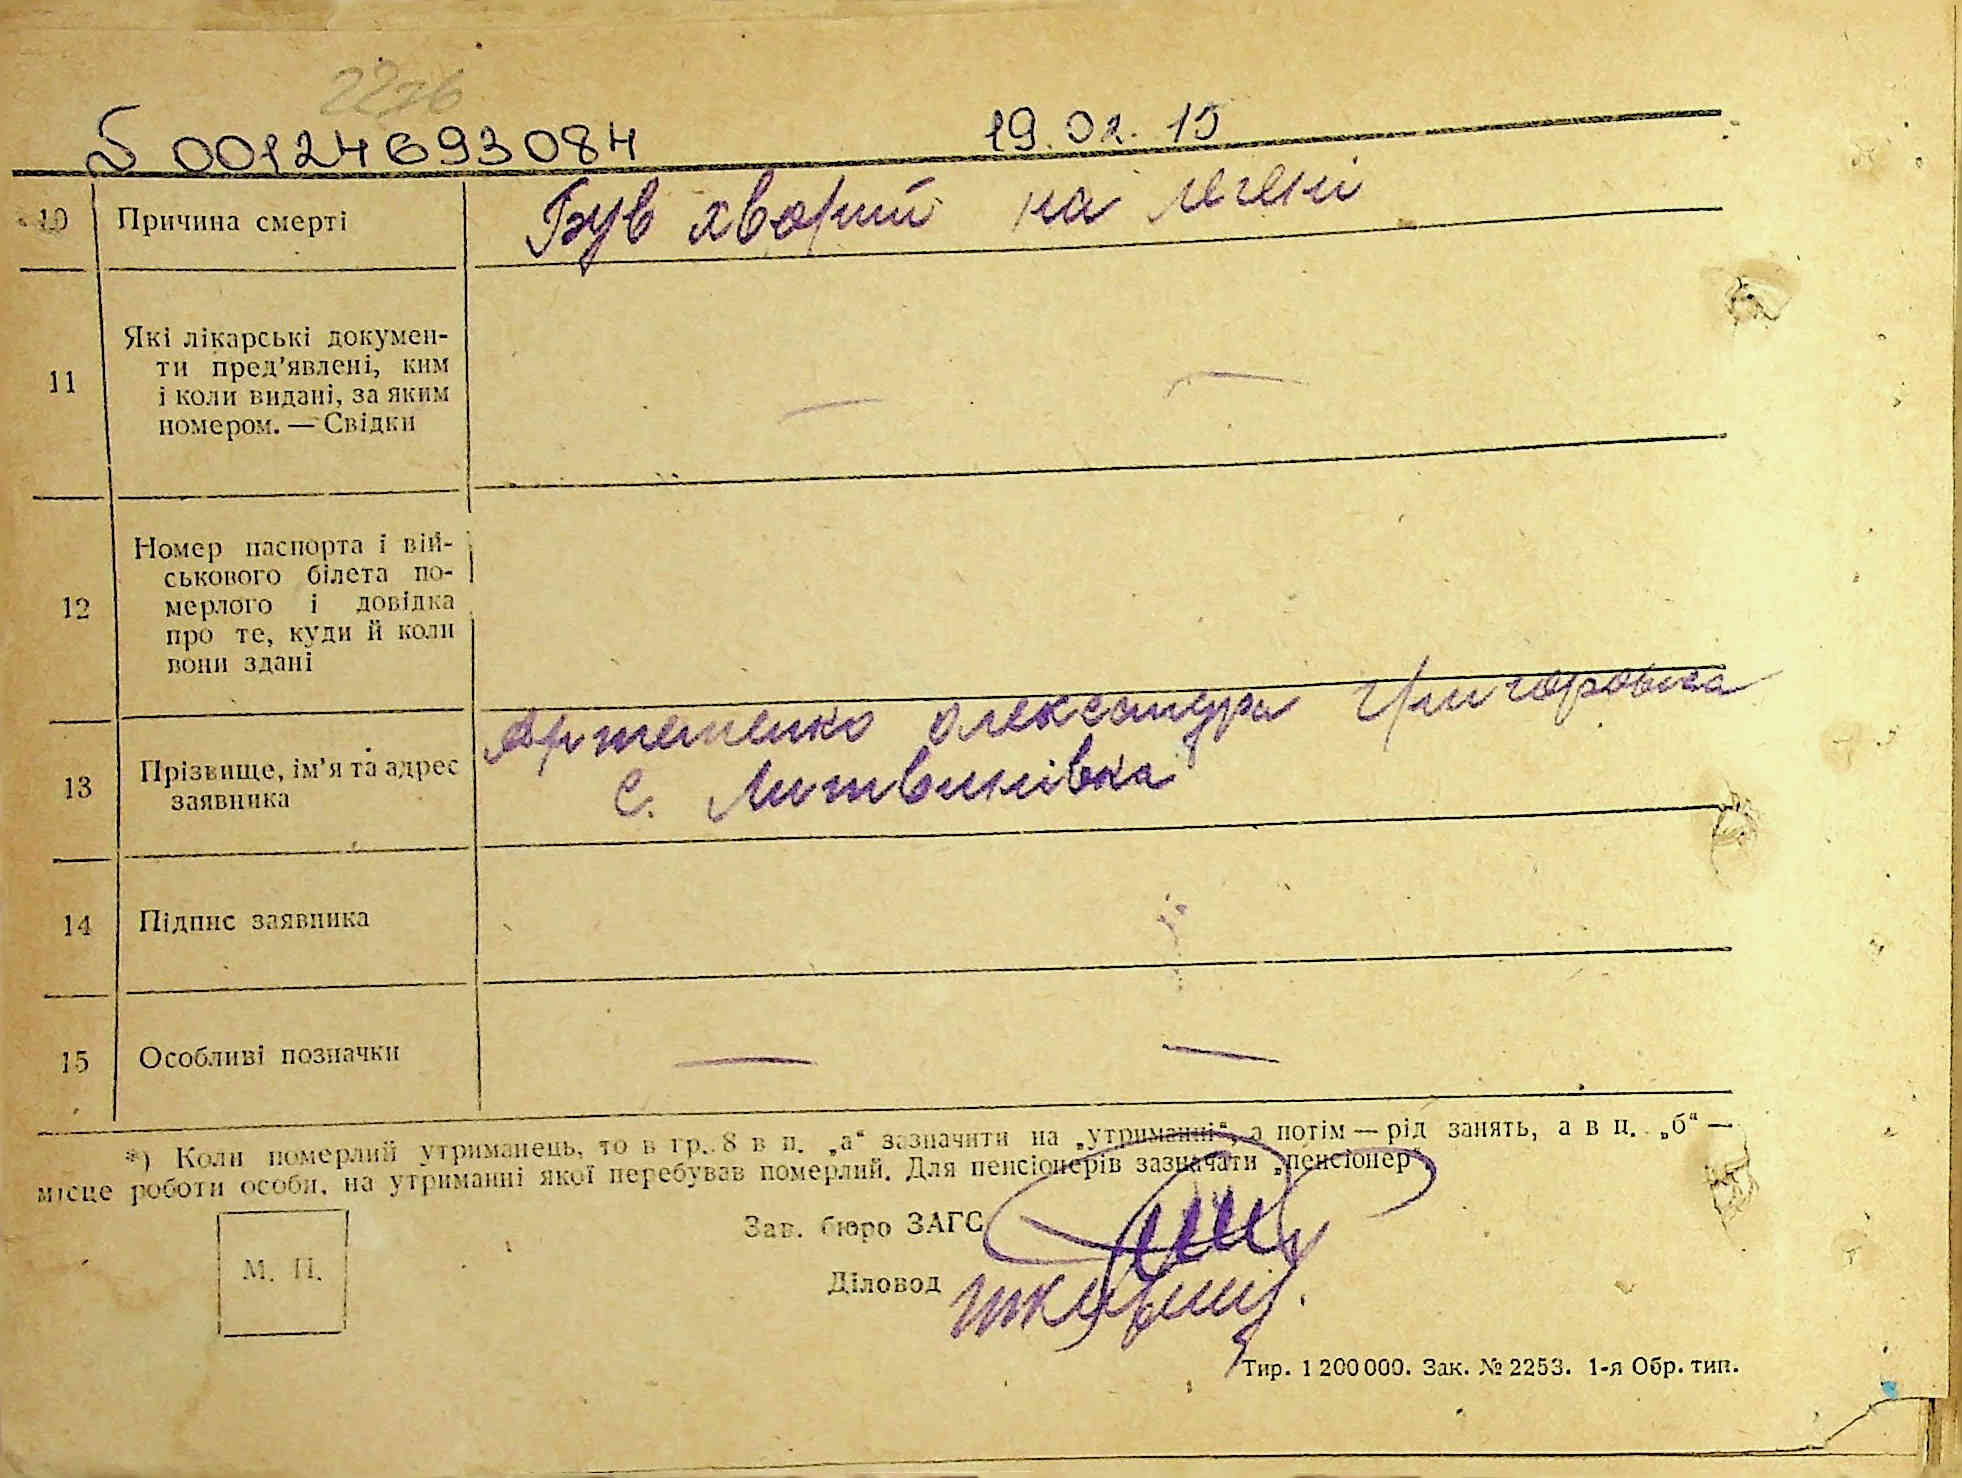 2276
S 00124693084 19.02.15
10 Причина смерті Був хворий на легені
11 Які лікарські докумен-
ти пред'явлені, ким
і коли видані, за яким
номером. — Свідки — —
12 Номер паспорта і вій-
ськового білета по-
мерлого і довідка
про те, куди й коли
вони здані
13 Прізвище, ім'я та адрес
заявника
Артеменко Олександра Григоровича
с. Литвинівка
14 Підпис заявника
15 Особливі позначки — —
*) Коли померлий утриманець, то в гр. 8 в п. „а“ зазначити на „утриманні“, а потім — рід занять, а в п. „б“ —
місце роботи особи, на утриманні якої перебував померлий. Для пенсіонерів зазначати „пенсіонер“.
Зав. бюро ЗАГС
М. П.
Діловод
Тир. 1 200 000. Зак. № 2253. 1-я Обр. тип.